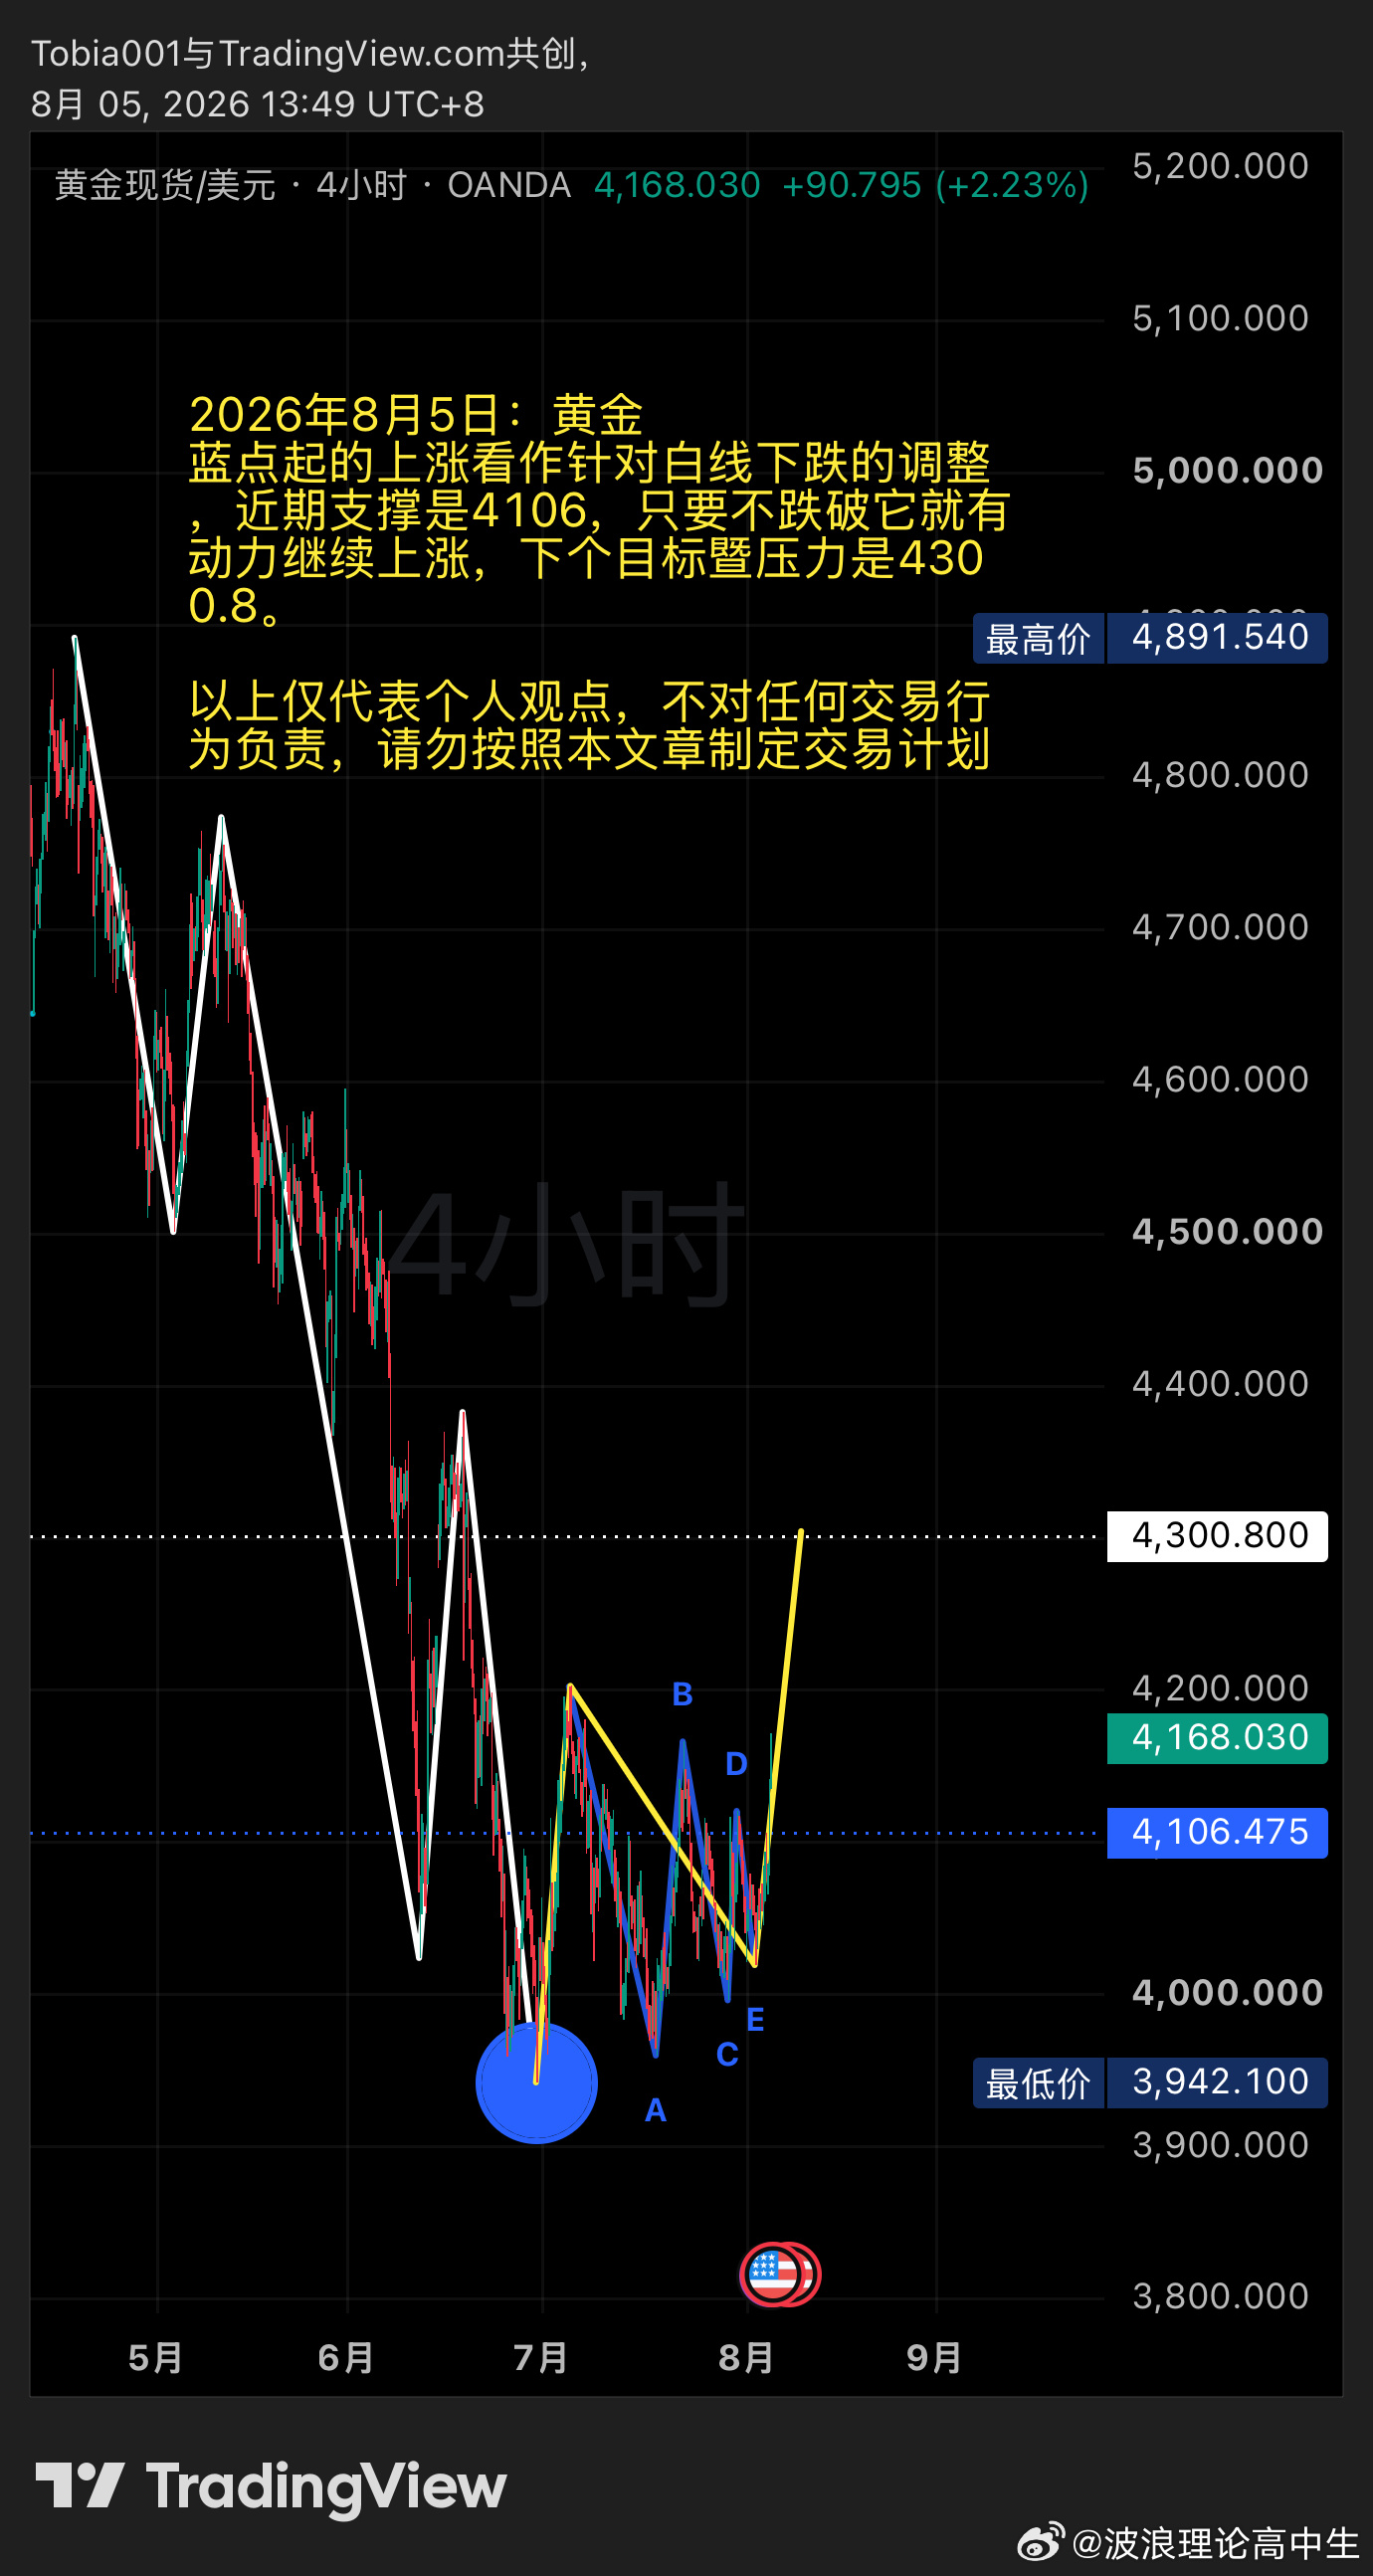 Tobia001与TradingView.com共创,
8月 05, 2026 13:49 UTC+8
黄金现货/美元 · 4小时 · OANDA 4,168.030 +90.795 (+2.23%)
5,200.000
5,100.000
2026年8月5日：黄金
蓝点起的上涨看作针对白线下跌的调整
，近期支撑是4106，只要不跌破它就有
动力继续上涨，下个目标暨压力是430
0.8。
5,000.000
最高价 4,891.540
以上仅代表个人观点，不对任何交易行
为负责，请勿按照本文章制定交易计划
4,800.000
4,700.000
4,600.000
4小时
4,500.000
4,400.000
4,300.800
B
4,200.000
D
4,168.030
4,106.475
4,000.000
E
C
A
最低价 3,942.100
3,900.000
3,800.000
5月 6月 7月 8月 9月
TradingView
@波浪理论高中生